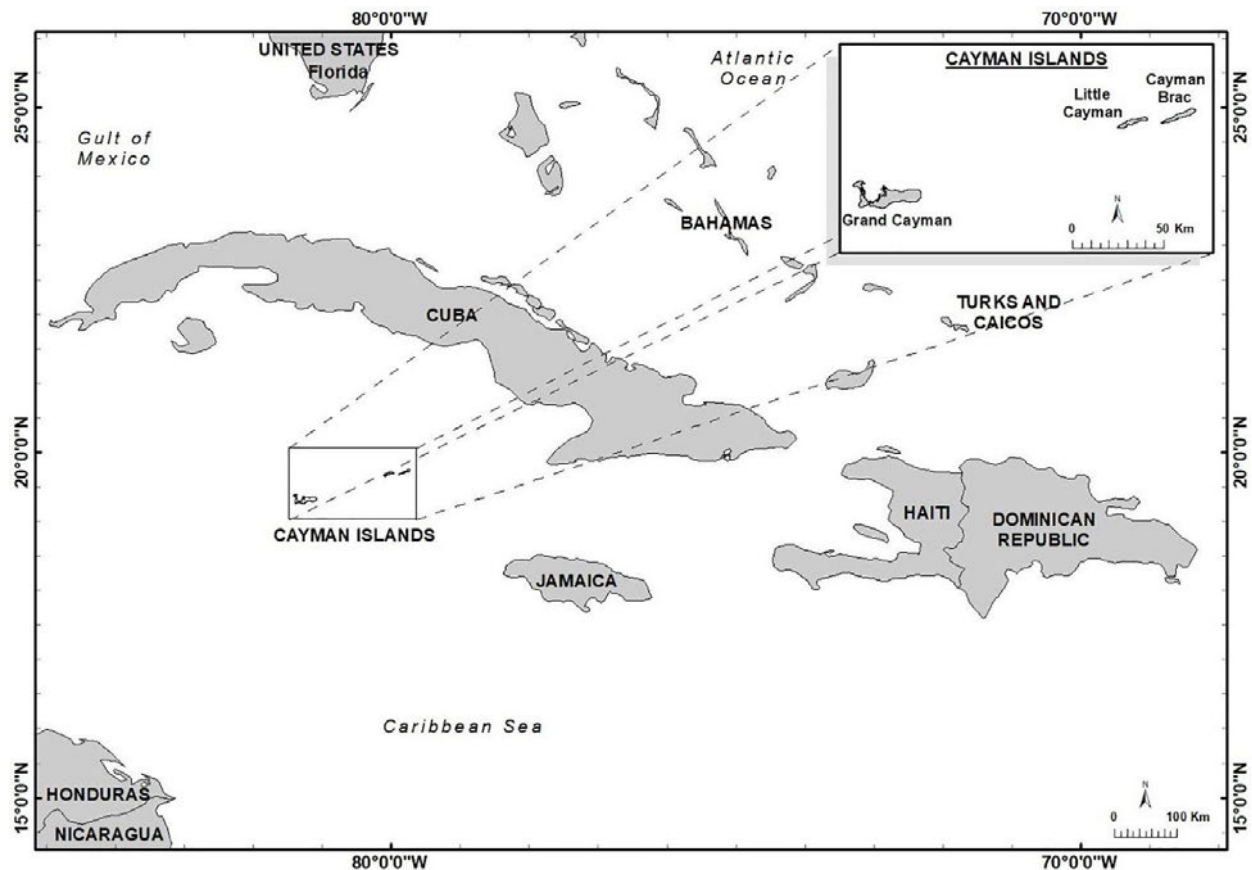 80°0'0"W
70°0'0"W
UNITED STATES
Florida
Atlantic
Ocean
CAYMAN ISLANDS
Cayman
Brac
Little
Cayman
25°0'0"N
25°0'0"N
Gulf of
Mexico
N
0 50 Km
Grand Cayman
BAHAMAS
CUBA
TURKS AND
CAICOS
20°0'0"N
20°0'0"N
CAYMAN ISLANDS
HAITI
DOMINICAN
REPUBLIC
JAMAICA
Caribbean Sea
HONDURAS
NICARAGUA
15°0'0"N
15°0'0"N
N
0 100 Km
80°0'0"W
70°0'0"W